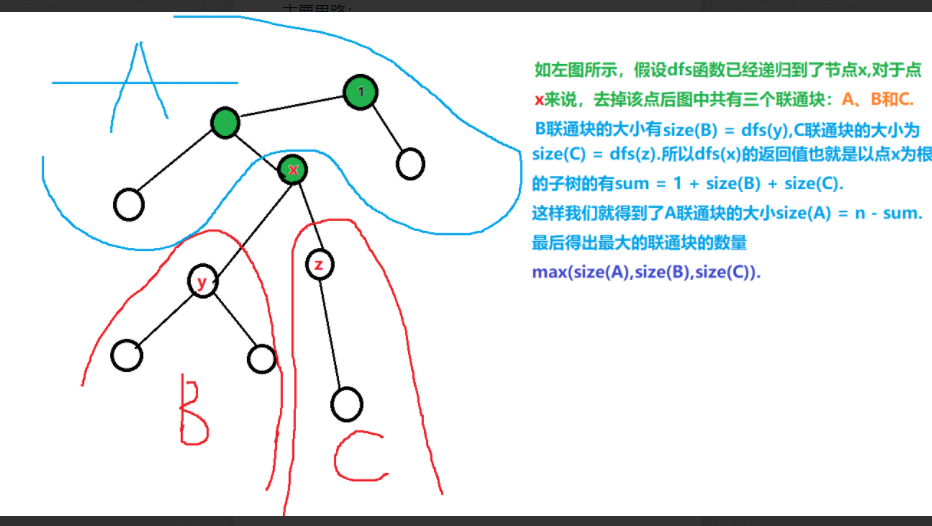 主要思路：
A
1
x
y
z
B
C
如左图所示，假设dfs函数已经递归到了节点x,对于点
x来说，去掉该点后图中共有三个联通块：A、B和C.
B联通块的大小有size(B) = dfs(y),C联通块的大小为
size(C) = dfs(z).所以dfs(x)的返回值也就是以点x为根
的子树的有sum = 1 + size(B) + size(C).
这样我们就得到了A联通块的大小size(A) = n - sum.
最后得出最大的联通块的数量
max(size(A),size(B),size(C)).